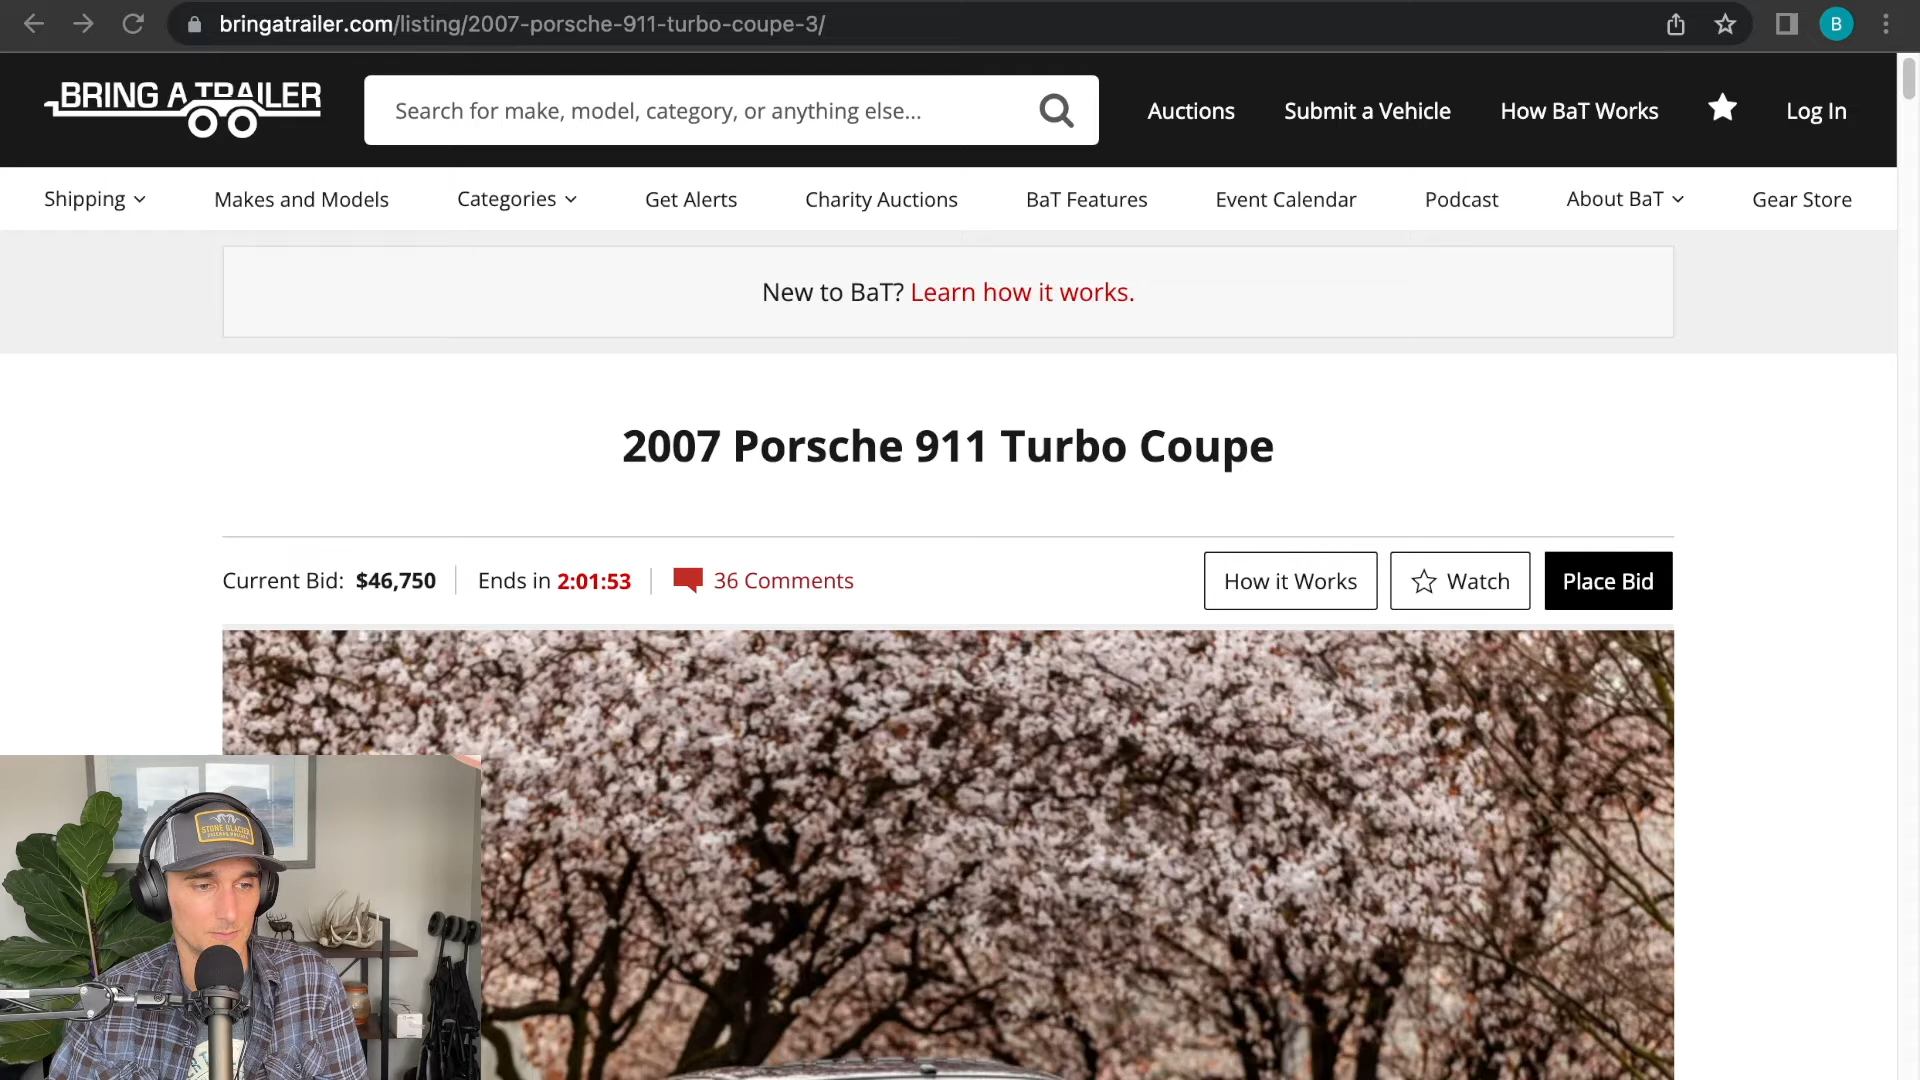 bringatrailer.com/listing/2007-porsche-911-turbo-coupe-3/
B
BRING A TRAILER
Search for make, model, category, or anything else...
Auctions
Submit a Vehicle
How BaT Works
Log In
Shipping
Makes and Models
Categories
Get Alerts
Charity Auctions
BaT Features
Event Calendar
Podcast
About BaT
Gear Store
New to BaT? Learn how it works.
2007 Porsche 911 Turbo Coupe
Current Bid: $46,750
Ends in 2:01:53
36 Comments
How it Works
Watch
Place Bid
STONE GLACIER